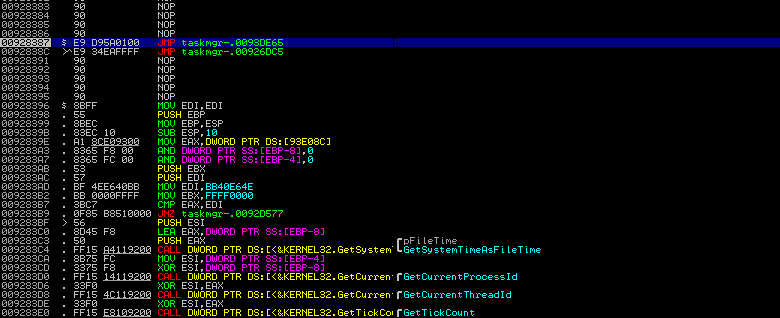 00928383 90 NOP
00928384 90 NOP
00928385 90 NOP
00928386 90 NOP
00928387 $ E9 D95A0100 JMP taskmgr-.0093DE65
0092838C >^E9 34EAFFFF JMP taskmgr-.00926DC5
00928391 90 NOP
00928392 90 NOP
00928393 90 NOP
00928394 90 NOP
00928395 90 NOP
00928396 $ 8BFF MOV EDI,EDI
00928398 . 55 PUSH EBP
00928399 . 8BEC MOV EBP,ESP
0092839B . 83EC 10 SUB ESP,10
0092839E . A1 8CE09300 MOV EAX,DWORD PTR DS:[93E08C]
009283A3 . 8365 F8 00 AND DWORD PTR SS:[EBP-8],0
009283A7 . 8365 FC 00 AND DWORD PTR SS:[EBP-4],0
009283AB . 53 PUSH EBX
009283AC . 57 PUSH EDI
009283AD . BF 4EE640BB MOV EDI,BB40E64E
009283B2 . BB 0000FFFF MOV EBX,FFFF0000
009283B7 . 3BC7 CMP EAX,EDI
009283B9 . 0F85 B8510000 JNZ taskmgr-.0092D577
009283BF > 56 PUSH ESI
009283C0 . 8D45 F8 LEA EAX,DWORD PTR SS:[EBP-8]
009283C3 . 50 PUSH EAX pFileTime
009283C4 . FF15 A4119200 CALL DWORD PTR DS:[<&KERNEL32.GetSystem GetSystemTimeAsFileTime
009283CA . 8B75 FC MOV ESI,DWORD PTR SS:[EBP-4]
009283CD . 3375 F8 XOR ESI,DWORD PTR SS:[EBP-8]
009283D0 . FF15 14119200 CALL DWORD PTR DS:[<&KERNEL32.GetCurren GetCurrentProcessId
009283D6 . 33F0 XOR ESI,EAX
009283D8 . FF15 4C119200 CALL DWORD PTR DS:[<&KERNEL32.GetCurren GetCurrentThreadId
009283DE . 33F0 XOR ESI,EAX
009283E0 . FF15 E8109200 CALL DWORD PTR DS:[<&KERNEL32.GetTickCou GetTickCount